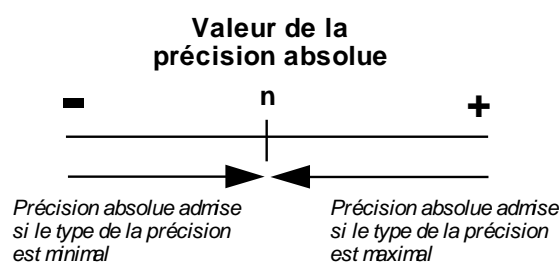 Valeur de la
précision absolue
- n +
Précision absolue admise
si le type de la précision
est minimal
Précision absolue admise
si le type de la précision
est maximal